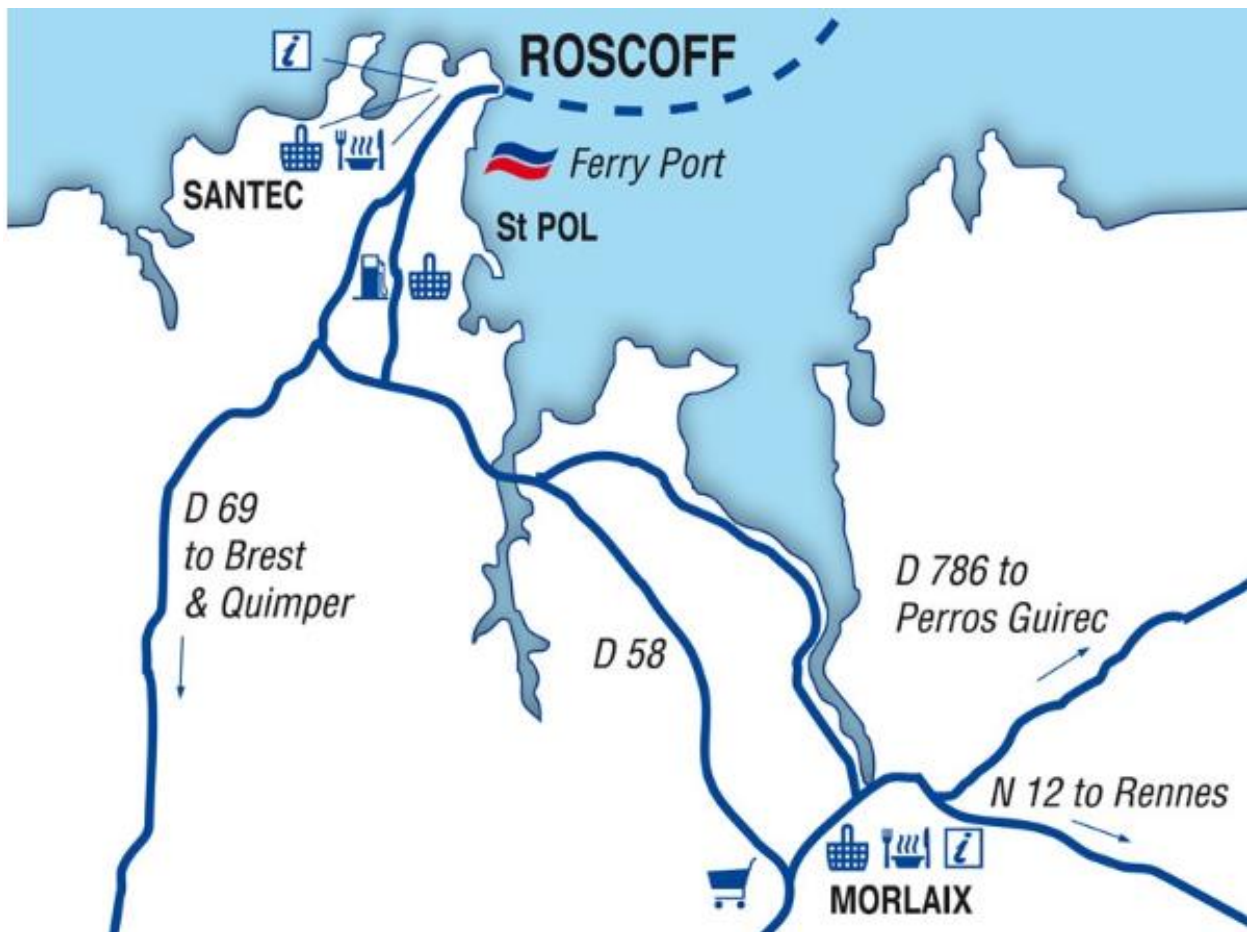 i
ROSCOFF
Ferry Port
SANTEC
St POL
D 69
to Brest
& Quimper
D 58
D 786 to
Perros Guirec
N 12 to Rennes
i
MORLAIX